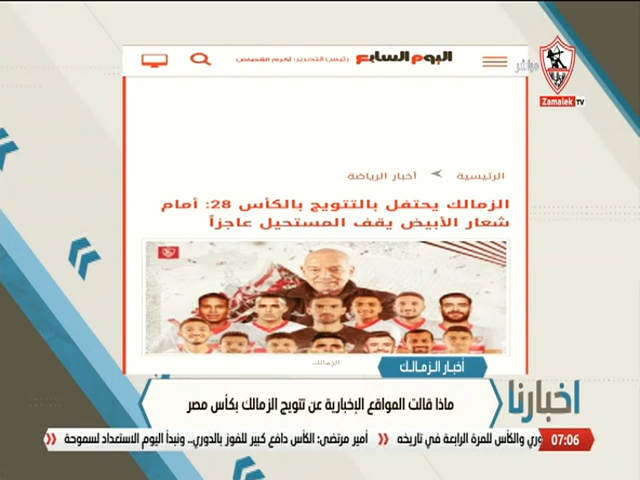 اليوم السابع
رئيس التحرير: اكرم القصاص
مباشر
Zamalek TV
الرئيسية
أخبار الرياضة
الزمالك يحتفل بالتتويج بالكأس 28: أمام
شعار الأبيض يقف المستحيل عاجزاً
الزمالك
أخبار الزمالك
اخبارنا
ماذا قالت المواقع الإخبارية عن تتويج الزمالك بكأس مصر
07:06
وري والكأس للمرة الرابعة في تاريخه
أمير مرتضى: الكأس دافع كبير للفوز بالدوري.. ونبدأ اليوم الاستعداد لسموحة